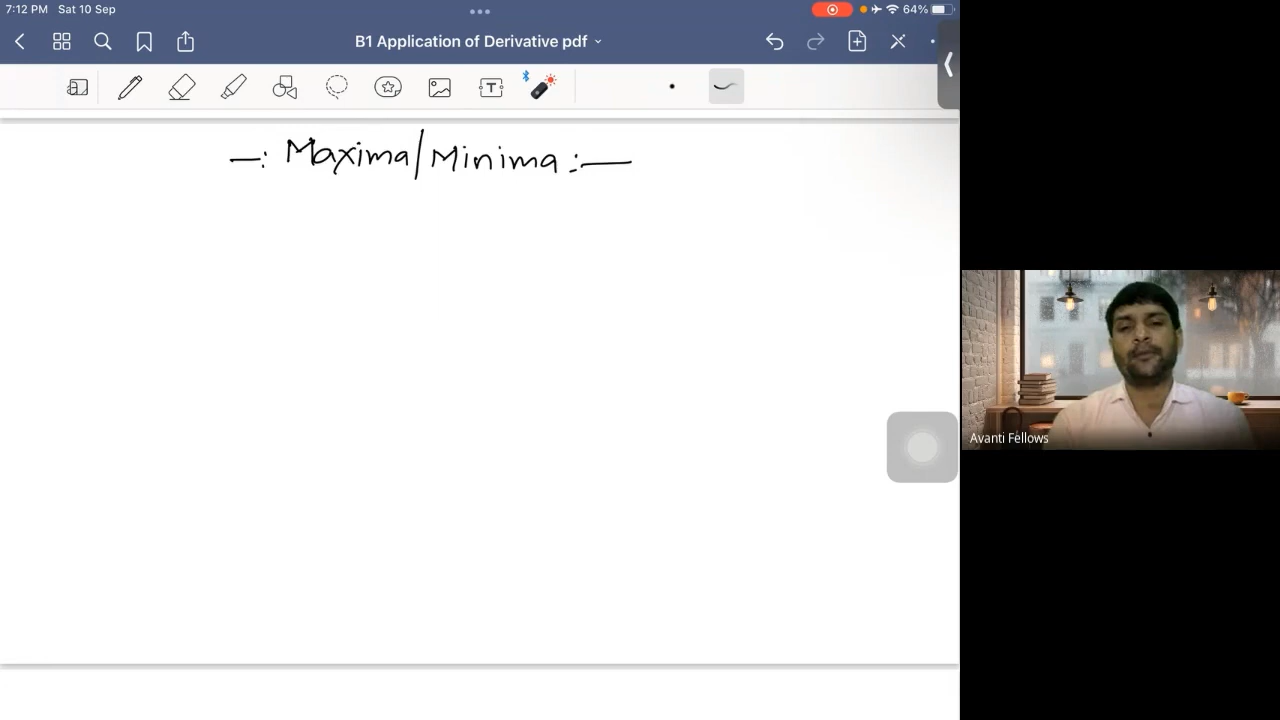 7:12 PM Sat 10 Sep
64%
B1 Application of Derivative pdf
T
—: Maxima/Minima :—
Avanti Fellows